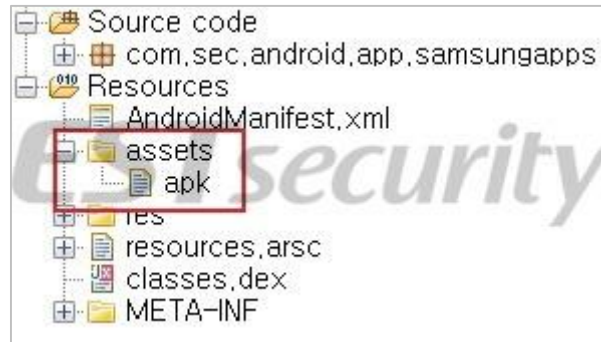 Source code
com,sec,android,app,samsungapps
Resources
AndroidManifest,xml
assets
apk
res
resources,arsc
classes,dex
META-INF
ESTsecurity